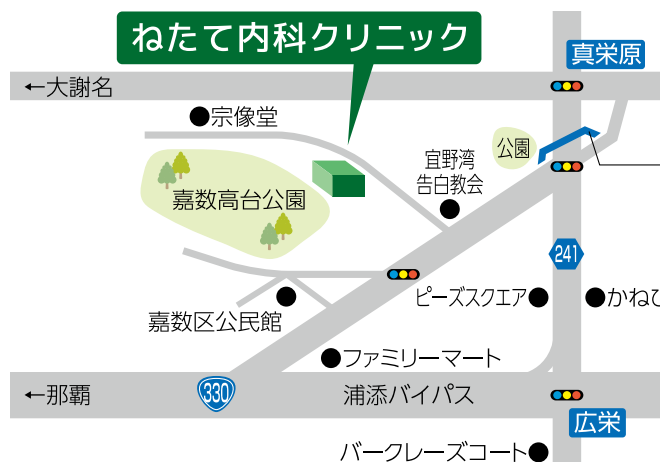 ねたて内科クリニック
真栄原
←大謝名
宗像堂
公園
宜野湾
告白教会
嘉数高台公園
241
ピーズスクエア
かねひ
嘉数区公民館
ファミリーマート
←那覇
330
浦添バイパス
広栄
バークレーズコート